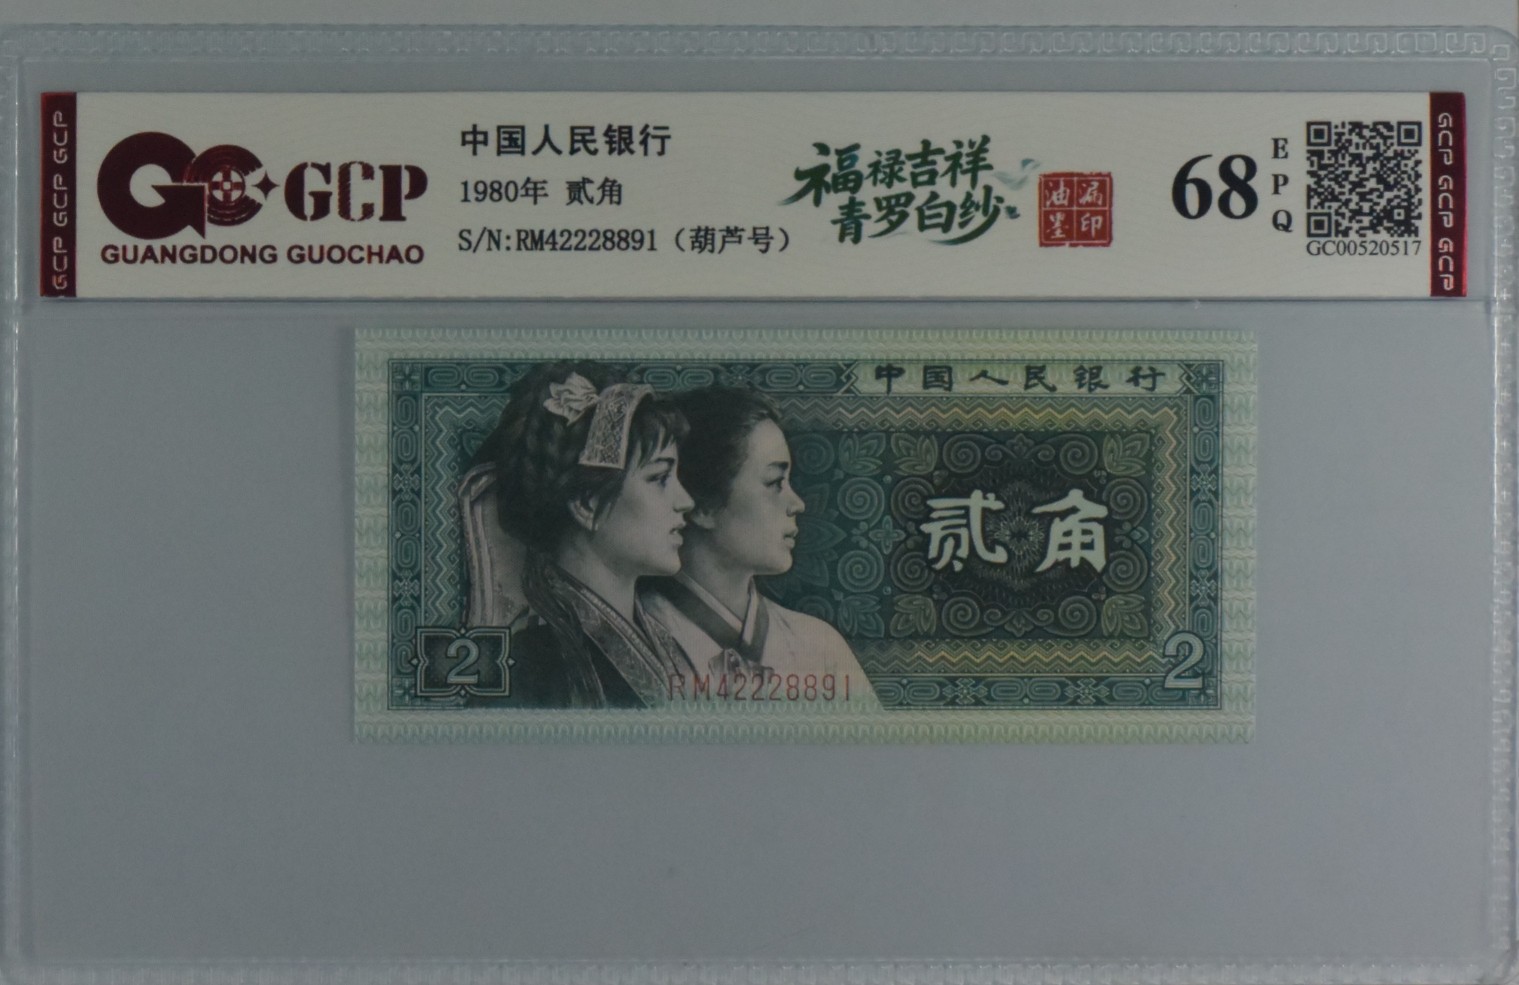 GCP GCP GCP
GCP
GUANGDONG GUOCHAO
中国人民银行
1980年 贰角
S/N:RM42228891（葫芦号）
福禄吉祥
青罗白纱
漏印
油墨
68
EPQ
GC00520517
GCP GCP GCP
中国人民银行
贰角
2
2
RM42228891